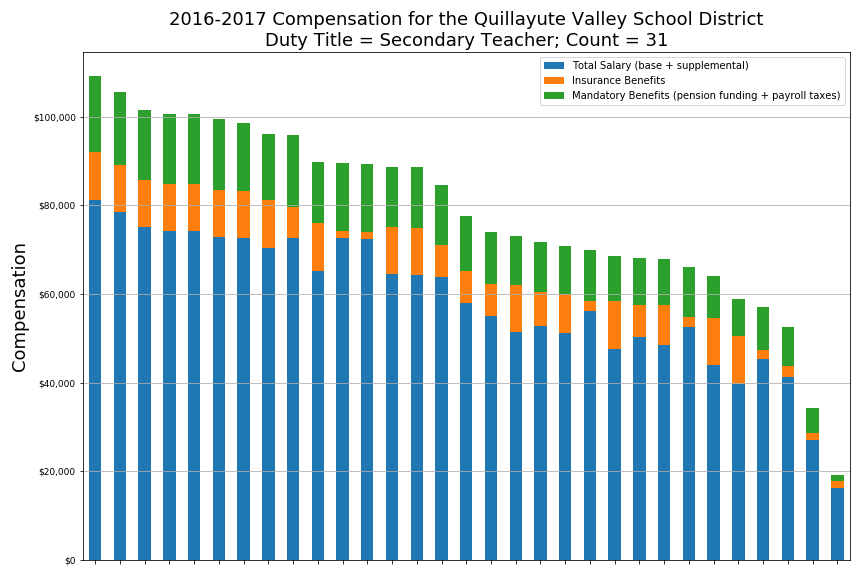 2016-2017 Compensation for the Quillayute Valley School District
Duty Title = Secondary Teacher; Count = 31
Total Salary (base + supplemental)
Insurance Benefits
Mandatory Benefits (pension funding + payroll taxes)
Compensation
$100,000
$80,000
$60,000
$40,000
$20,000
$0